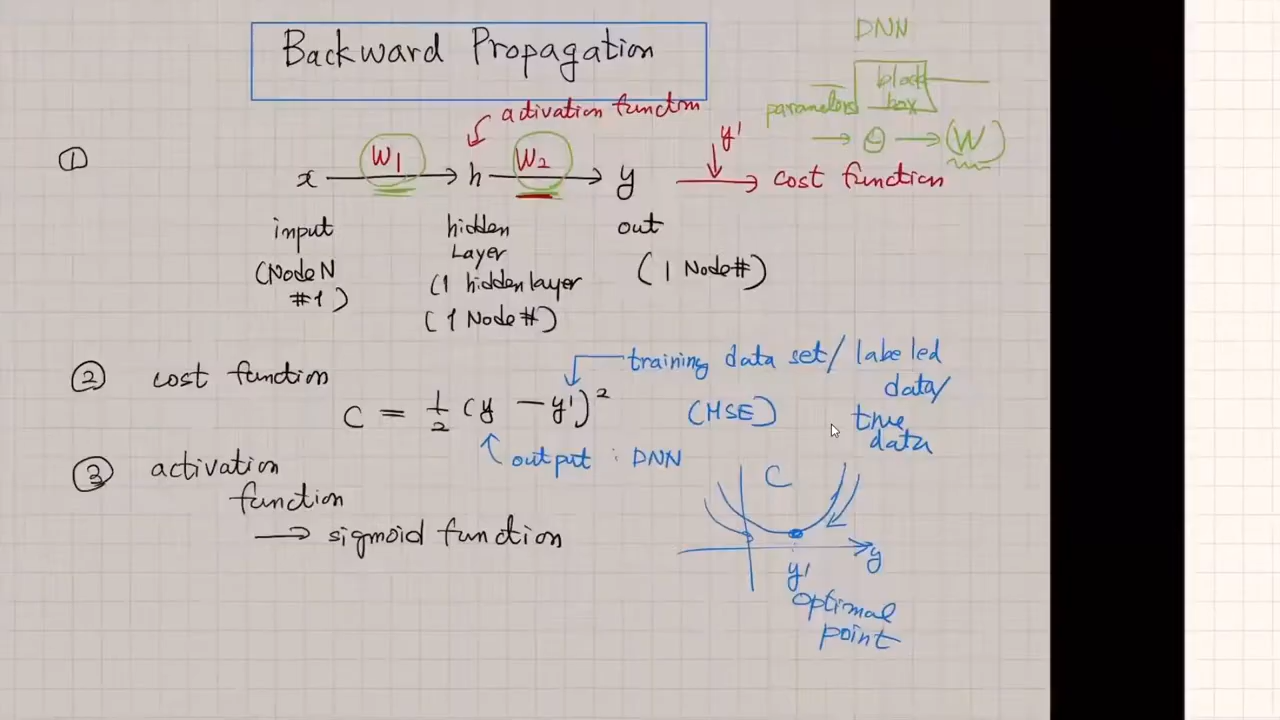 Backward Propagation
DNN
block
box
parameters
→ θ → (W)
activation function
①
x W1 → h W2 → y
y'
→ cost function
input
(Node N
#1)
hidden
Layer
(1 hidden layer
(1 Node#)
out
(1 Node#)
② cost function
training data set/ labeled
data/
true
data
C = 1/2 (y - y')²
(MSE)
output : DNN
③ activation
function
→ sigmoid function
C
y
y'
optimal
point